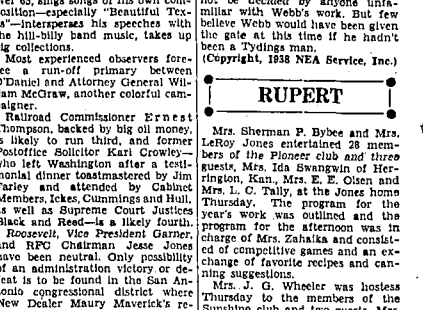 ver 65, sings songs of his own com-
position—especially "Beautiful Tex-
as"—intersperses his speeches with
the hill-billy band music, takes up
big collections.
Most experienced observers fore-
see a run-off primary between
O'Daniel and Attorney General Wil-
liam McGraw, another colorful cam-
paigner.
Railroad Commissioner Ernest
Thompson, backed by big oil money,
is likely to run third, and former
Postoffice Solicitor Karl Crowley—
who left Washington after a testi-
monial dinner toastmastered by Jim
Farley and attended by Cabinet
Members, Ickes, Cummings and Hull,
as well as Supreme Court Justices
Black and Reed—is a likely fourth.
Roosevelt, Vice President Garner,
and RFC Chairman Jesse Jones
have been neutral. Only possibility
of an administration victory or de-
feat is to be found in the San An-
tonio congressional district where
New Dealer Maury Maverick's re-
not be decided by anyone unfa-
miliar with Webb's work. But few
believe Webb would have been given
the gate at this time if he hadn't
been a Tydings man.
(Copyright, 1938 NEA Service, Inc.)
RUPERT
Mrs. Sherman P. Bybee and Mrs.
LeRoy Jones entertained 28 mem-
bers of the Pioneer club and three
guests, Mrs. Ida Swangwin of Her-
rington, Kan., Mrs. E. E. Olsen and
Mrs. L. C. Tally, at the Jones home
Thursday. The program for the
year's work was outlined and the
program for the afternoon was in
charge of Mrs. Zahalka and consist-
ed of competitive games and an ex-
change of favorite recipes and can-
ning suggestions.
Mrs. J. G. Wheeler was hostess
Thursday to the members of the
Sunshine club and two guests, Mrs.